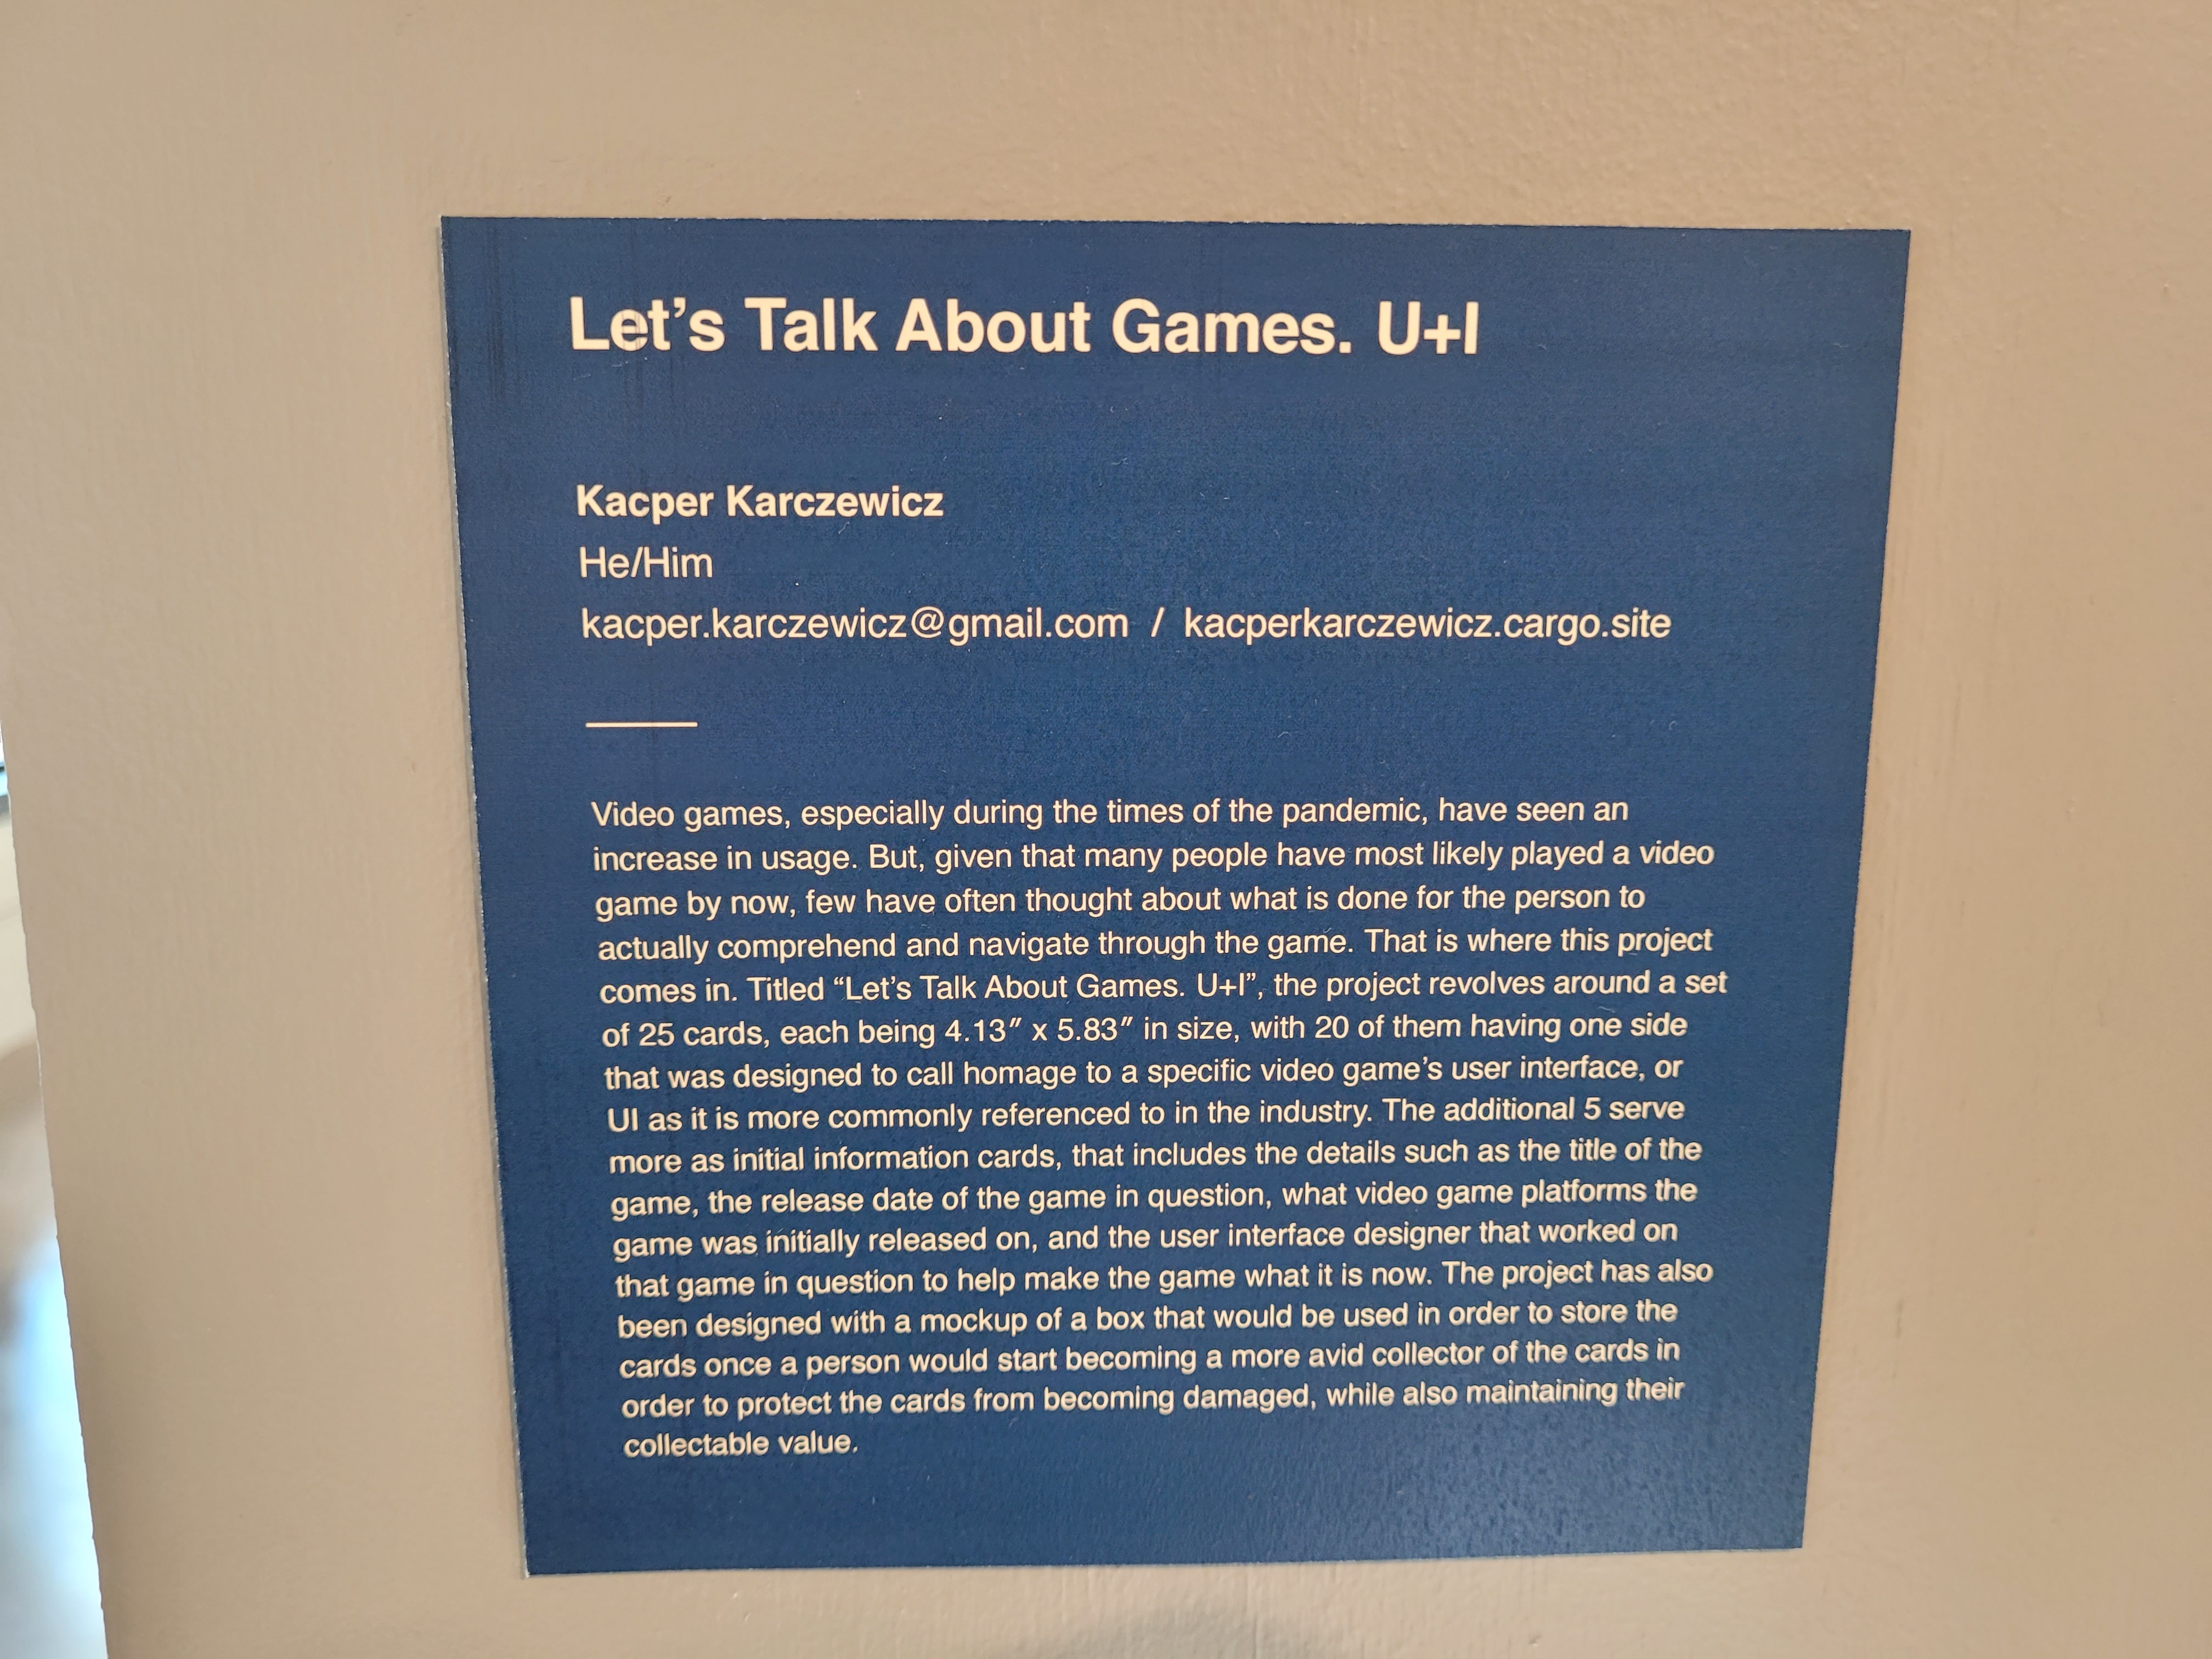 Let’s Talk About Games. U+I
Kacper Karczewicz
He/Him
kacper.karczewicz@gmail.com / kacperkarczewicz.cargo.site
Video games, especially during the times of the pandemic, have seen an
increase in usage. But, given that many people have most likely played a video
game by now, few have often thought about what is done for the person to
actually comprehend and navigate through the game. That is where this project
comes in. Titled “Let’s Talk About Games. U+I”, the project revolves around a set
of 25 cards, each being 4.13″ x 5.83″ in size, with 20 of them having one side
that was designed to call homage to a specific video game’s user interface, or
UI as it is more commonly referenced to in the industry. The additional 5 serve
more as initial information cards, that includes the details such as the title of the
game, the release date of the game in question, what video game platforms the
game was initially released on, and the user interface designer that worked on
that game in question to help make the game what it is now. The project has also
been designed with a mockup of a box that would be used in order to store the
cards once a person would start becoming a more avid collector of the cards in
order to protect the cards from becoming damaged, while also maintaining their
collectable value.